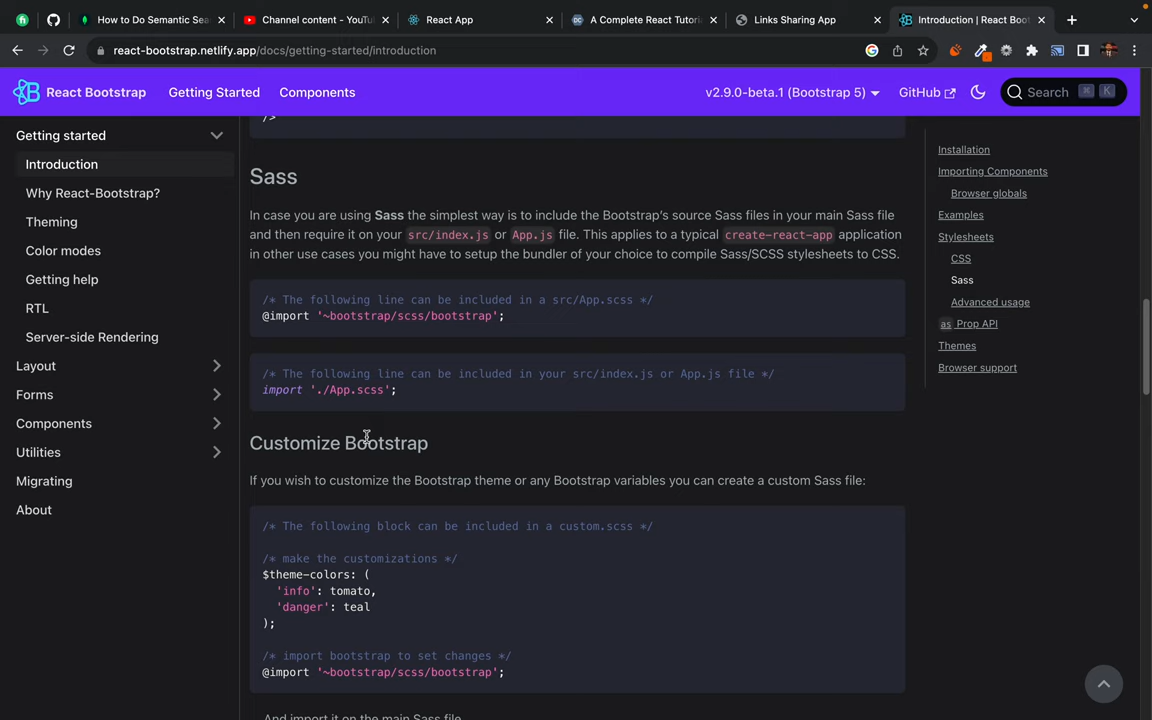 How to Do Semantic Sea
Channel content - YouTu
React App
A Complete React Tutoria
Links Sharing App
Introduction | React Boot
react-bootstrap.netlify.app/docs/getting-started/introduction
React Bootstrap
Getting Started
Components
v2.9.0-beta.1 (Bootstrap 5)
GitHub
Search ⌘ K
Getting started
Introduction
Why React-Bootstrap?
Theming
Color modes
Getting help
RTL
Server-side Rendering
Layout
Forms
Components
Utilities
Migrating
About
/>
Sass
In case you are using Sass the simplest way is to include the Bootstrap's source Sass files in your main Sass file
and then require it on your src/index.js or App.js file. This applies to a typical create-react-app application
in other use cases you might have to setup the bundler of your choice to compile Sass/SCSS stylesheets to CSS.
/* The following line can be included in a src/App.scss */
@import '~bootstrap/scss/bootstrap';
/* The following line can be included in your src/index.js or App.js file */
import './App.scss';
Customize Bootstrap
If you wish to customize the Bootstrap theme or any Bootstrap variables you can create a custom Sass file:
/* The following block can be included in a custom.scss */
/* make the customizations */
$theme-colors: (
'info': tomato,
'danger': teal
);
/* import bootstrap to set changes */
@import '~bootstrap/scss/bootstrap';
And import it on the main Sass file
Installation
Importing Components
Browser globals
Examples
Stylesheets
CSS
Sass
Advanced usage
as Prop API
Themes
Browser support